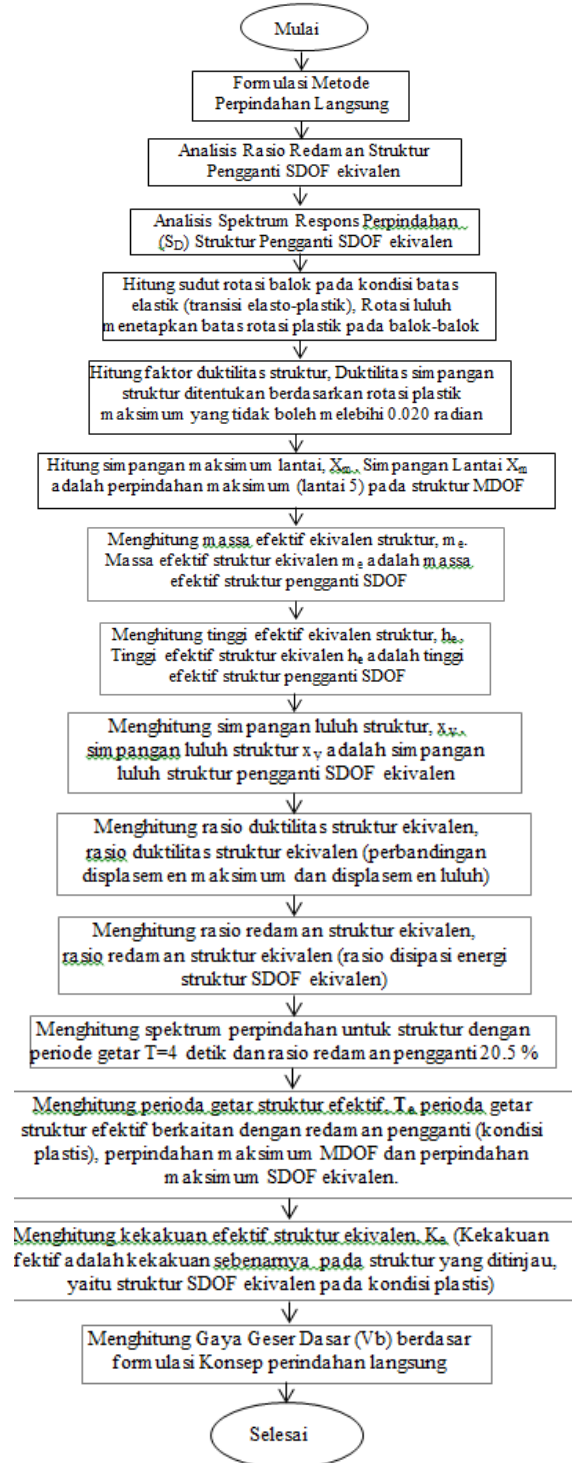 Mulai
Formulasi Metode
Perpindahan Langsung
Analisis Rasio Redaman Struktur
Pengganti SDOF ekivalen
Analisis Spektrum Respons Perpindahan
(S_D) Struktur Pengganti SDOF ekivalen
Hitung sudut rotasi balok pada kondisi batas
elastik (transisi elasto-plastik), Rotasi luluh
menetapkan batas rotasi plastik pada balok-balok
Hitung faktor duktilitas struktur, Duktilitas simpangan
struktur ditentukan berdasarkan rotasi plastik
maksimum yang tidak boleh melebihi 0.020 radian
Hitung simpangan maksimum lantai, X_m,. Simpangan Lantai X_m
adalah perpindahan maksimum (lantai 5) pada struktur MDOF
Menghitung massa efektif ekivalen struktur, m_e.
Massa efektif struktur ekivalen m_e adalah massa
efektif struktur pengganti SDOF
Menghitung tinggi efektif ekivalen struktur, h_e,
Tinggi efektif struktur ekivalen h_e adalah tinggi
efektif struktur pengganti SDOF
Menghitung simpangan luluh struktur, x_y,
simpangan luluh struktur x_y adalah simpangan
luluh struktur pengganti SDOF ekivalen
Menghitung rasio duktilitas struktur ekivalen,
rasio duktilitas struktur ekivalen (perbandingan
displasemen maksimum dan displasemen luluh)
Menghitung rasio redaman struktur ekivalen,
rasio redaman struktur ekivalen (rasio disipasi energi
struktur SDOF ekivalen)
Menghitung spektrum perpindahan untuk struktur dengan
periode getar T=4 detik dan rasio redaman pengganti 20.5 %
Menghitung perioda getar struktur efektif, T_e perioda getar
struktur efektif berkaitan dengan redaman pengganti (kondisi
plastis), perpindahan maksimum MDOF dan perpindahan
maksimum SDOF ekivalen.
Menghitung kekakuan efektif struktur ekivalen, K_e (Kekakuan
fektif adalah kekakuan sebenarnya pada struktur yang ditinjau,
yaitu struktur SDOF ekivalen pada kondisi plastis)
Menghitung Gaya Geser Dasar (Vb) berdasar
formulasi Konsep perindahan langsung
Selesai